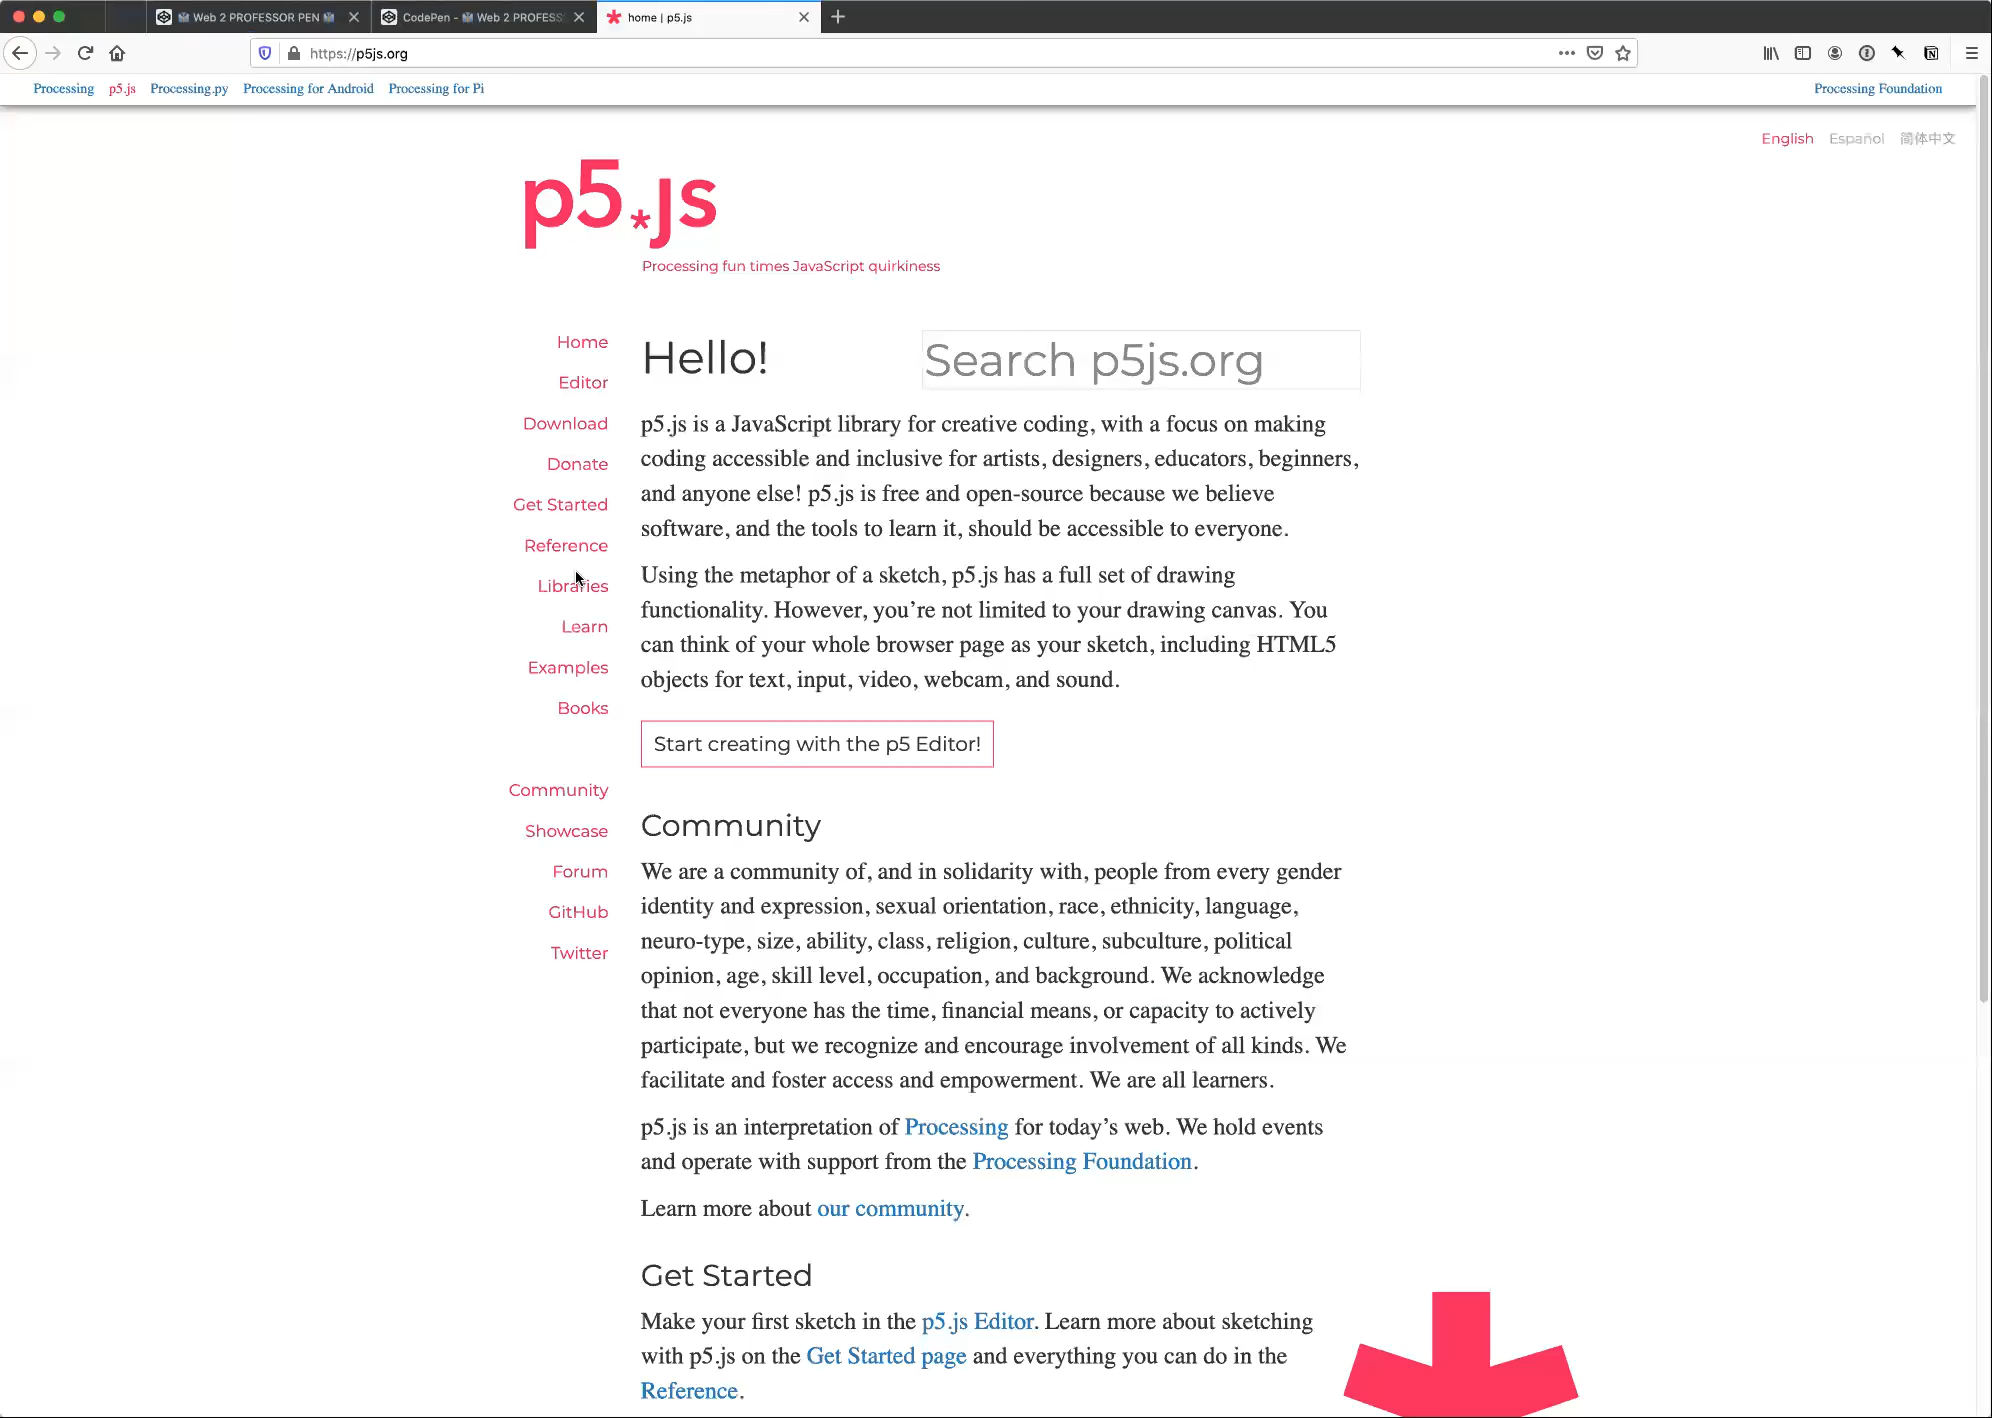 Web 2 PROFESSOR PEN
CodePen - Web 2 PROFESS
home | p5.js
https://p5js.org
Processing p5.js Processing.py Processing for Android Processing for Pi
Processing Foundation
English Español 简体中文
p5.js
Processing fun times JavaScript quirkiness
Home
Editor
Download
Donate
Get Started
Reference
Libraries
Learn
Examples
Books
Community
Showcase
Forum
GitHub
Twitter
Hello!
Search p5js.org
p5.js is a JavaScript library for creative coding, with a focus on making
coding accessible and inclusive for artists, designers, educators, beginners,
and anyone else! p5.js is free and open-source because we believe
software, and the tools to learn it, should be accessible to everyone.
Using the metaphor of a sketch, p5.js has a full set of drawing
functionality. However, you’re not limited to your drawing canvas. You
can think of your whole browser page as your sketch, including HTML5
objects for text, input, video, webcam, and sound.
Start creating with the p5 Editor!
Community
We are a community of, and in solidarity with, people from every gender
identity and expression, sexual orientation, race, ethnicity, language,
neuro-type, size, ability, class, religion, culture, subculture, political
opinion, age, skill level, occupation, and background. We acknowledge
that not everyone has the time, financial means, or capacity to actively
participate, but we recognize and encourage involvement of all kinds. We
facilitate and foster access and empowerment. We are all learners.
p5.js is an interpretation of Processing for today’s web. We hold events
and operate with support from the Processing Foundation.
Learn more about our community.
Get Started
Make your first sketch in the p5.js Editor. Learn more about sketching
with p5.js on the Get Started page and everything you can do in the
Reference.